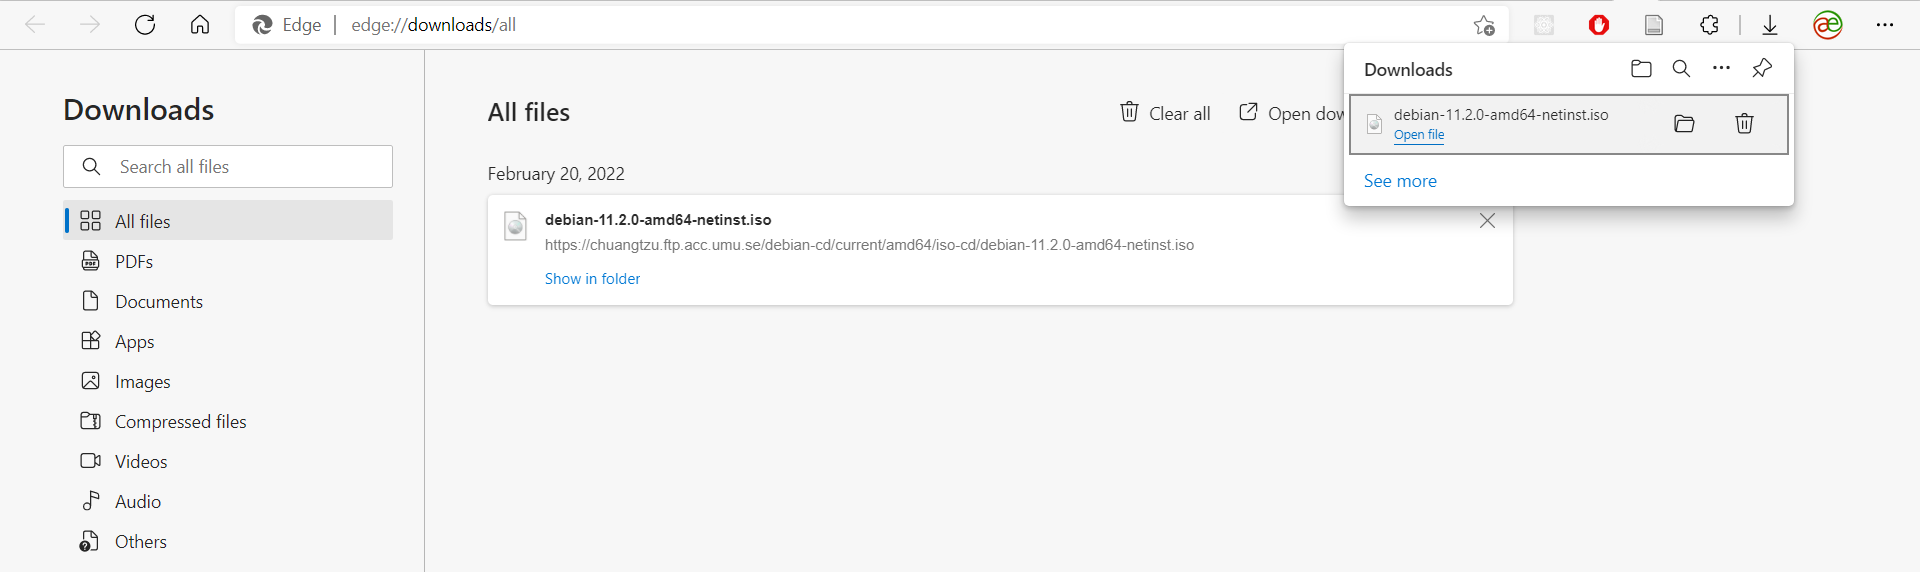 Edge | edge://downloads/all
Downloads
Search all files
All files
PDFs
Documents
Apps
Images
Compressed files
Videos
Audio
Others
All files
Clear all
Open dow
February 20, 2022
debian-11.2.0-amd64-netinst.iso
https://chuangtzu.ftp.acc.umu.se/debian-cd/current/amd64/iso-cd/debian-11.2.0-amd64-netinst.iso
Show in folder
Downloads
debian-11.2.0-amd64-netinst.iso
Open file
See more